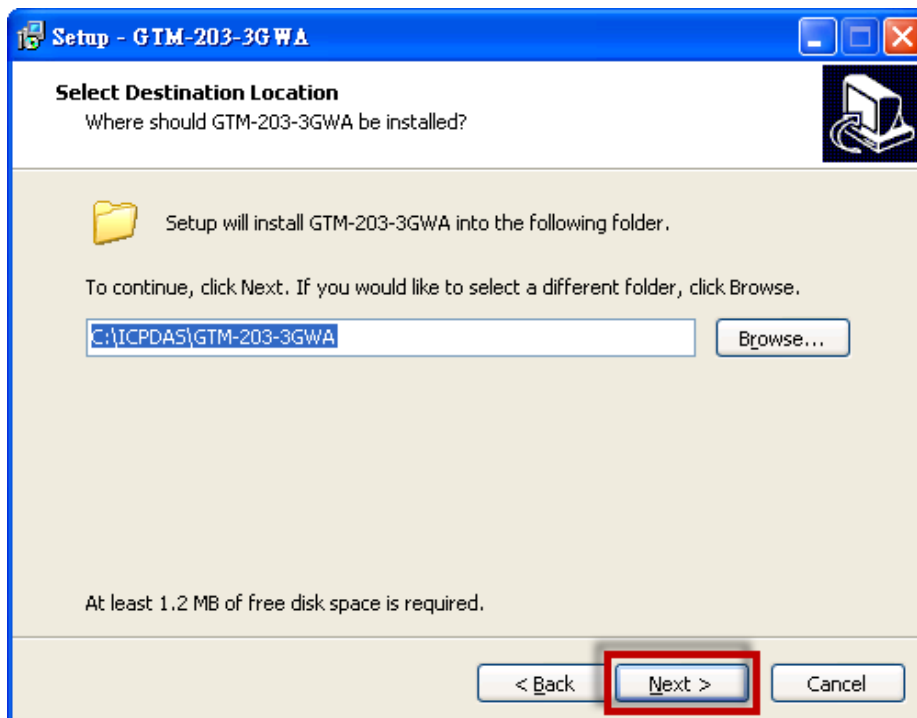 Setup - GTM-203-3GWA
Select Destination Location
Where should GTM-203-3GWA be installed?
Setup will install GTM-203-3GWA into the following folder.
To continue, click Next. If you would like to select a different folder, click Browse.
C:\ICPDAS\GTM-203-3GWA
Browse...
At least 1.2 MB of free disk space is required.
< Back
Next >
Cancel